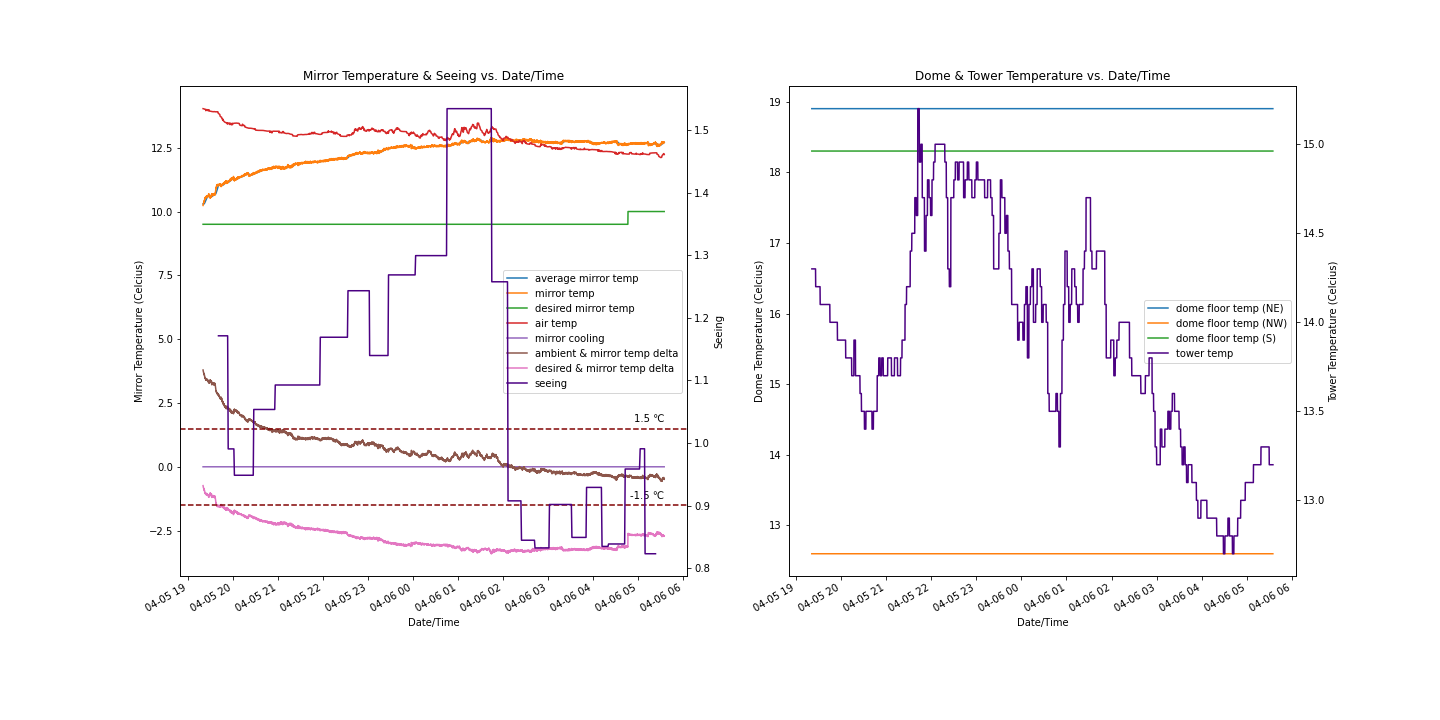 Mirror Temperature & Seeing vs. Date/Time
Mirror Temperature (Celcius)
12.5
10.0
7.5
5.0
2.5
0.0
−2.5
1.5
1.4
1.3
1.2
1.1
1.0
0.9
0.8
Seeing
average mirror temp
mirror temp
desired mirror temp
air temp
mirror cooling
ambient & mirror temp delta
desired & mirror temp delta
seeing
1.5 °C
-1.5 °C
04-05 19
04-05 20
04-05 21
04-05 22
04-05 23
04-06 00
04-06 01
04-06 02
04-06 03
04-06 04
04-06 05
04-06 06
Date/Time
Dome & Tower Temperature vs. Date/Time
Dome Temperature (Celcius)
19
18
17
16
15
14
13
15.0
14.5
14.0
13.5
13.0
Tower Temperature (Celcius)
dome floor temp (NE)
dome floor temp (NW)
dome floor temp (S)
tower temp
04-05 19
04-05 20
04-05 21
04-05 22
04-05 23
04-06 00
04-06 01
04-06 02
04-06 03
04-06 04
04-06 05
04-06 06
Date/Time